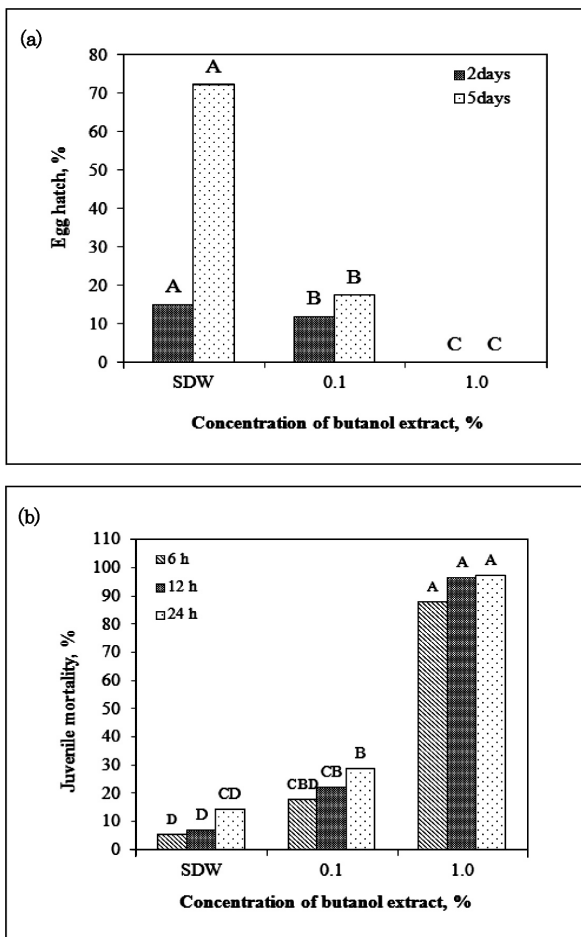 (a)
80
70
60
50
40
30
20
10
0
Egg hatch, %
2days
5days
A
A
B
B
C C
SDW 0.1 1.0
Concentration of butanol extract, %
(b)
110
100
90
80
70
60
50
40
30
20
10
0
Juvenile mortality, %
6 h
12 h
24 h
D D CD
CBD CB B
A A A
SDW 0.1 1.0
Concentration of butanol extract, %